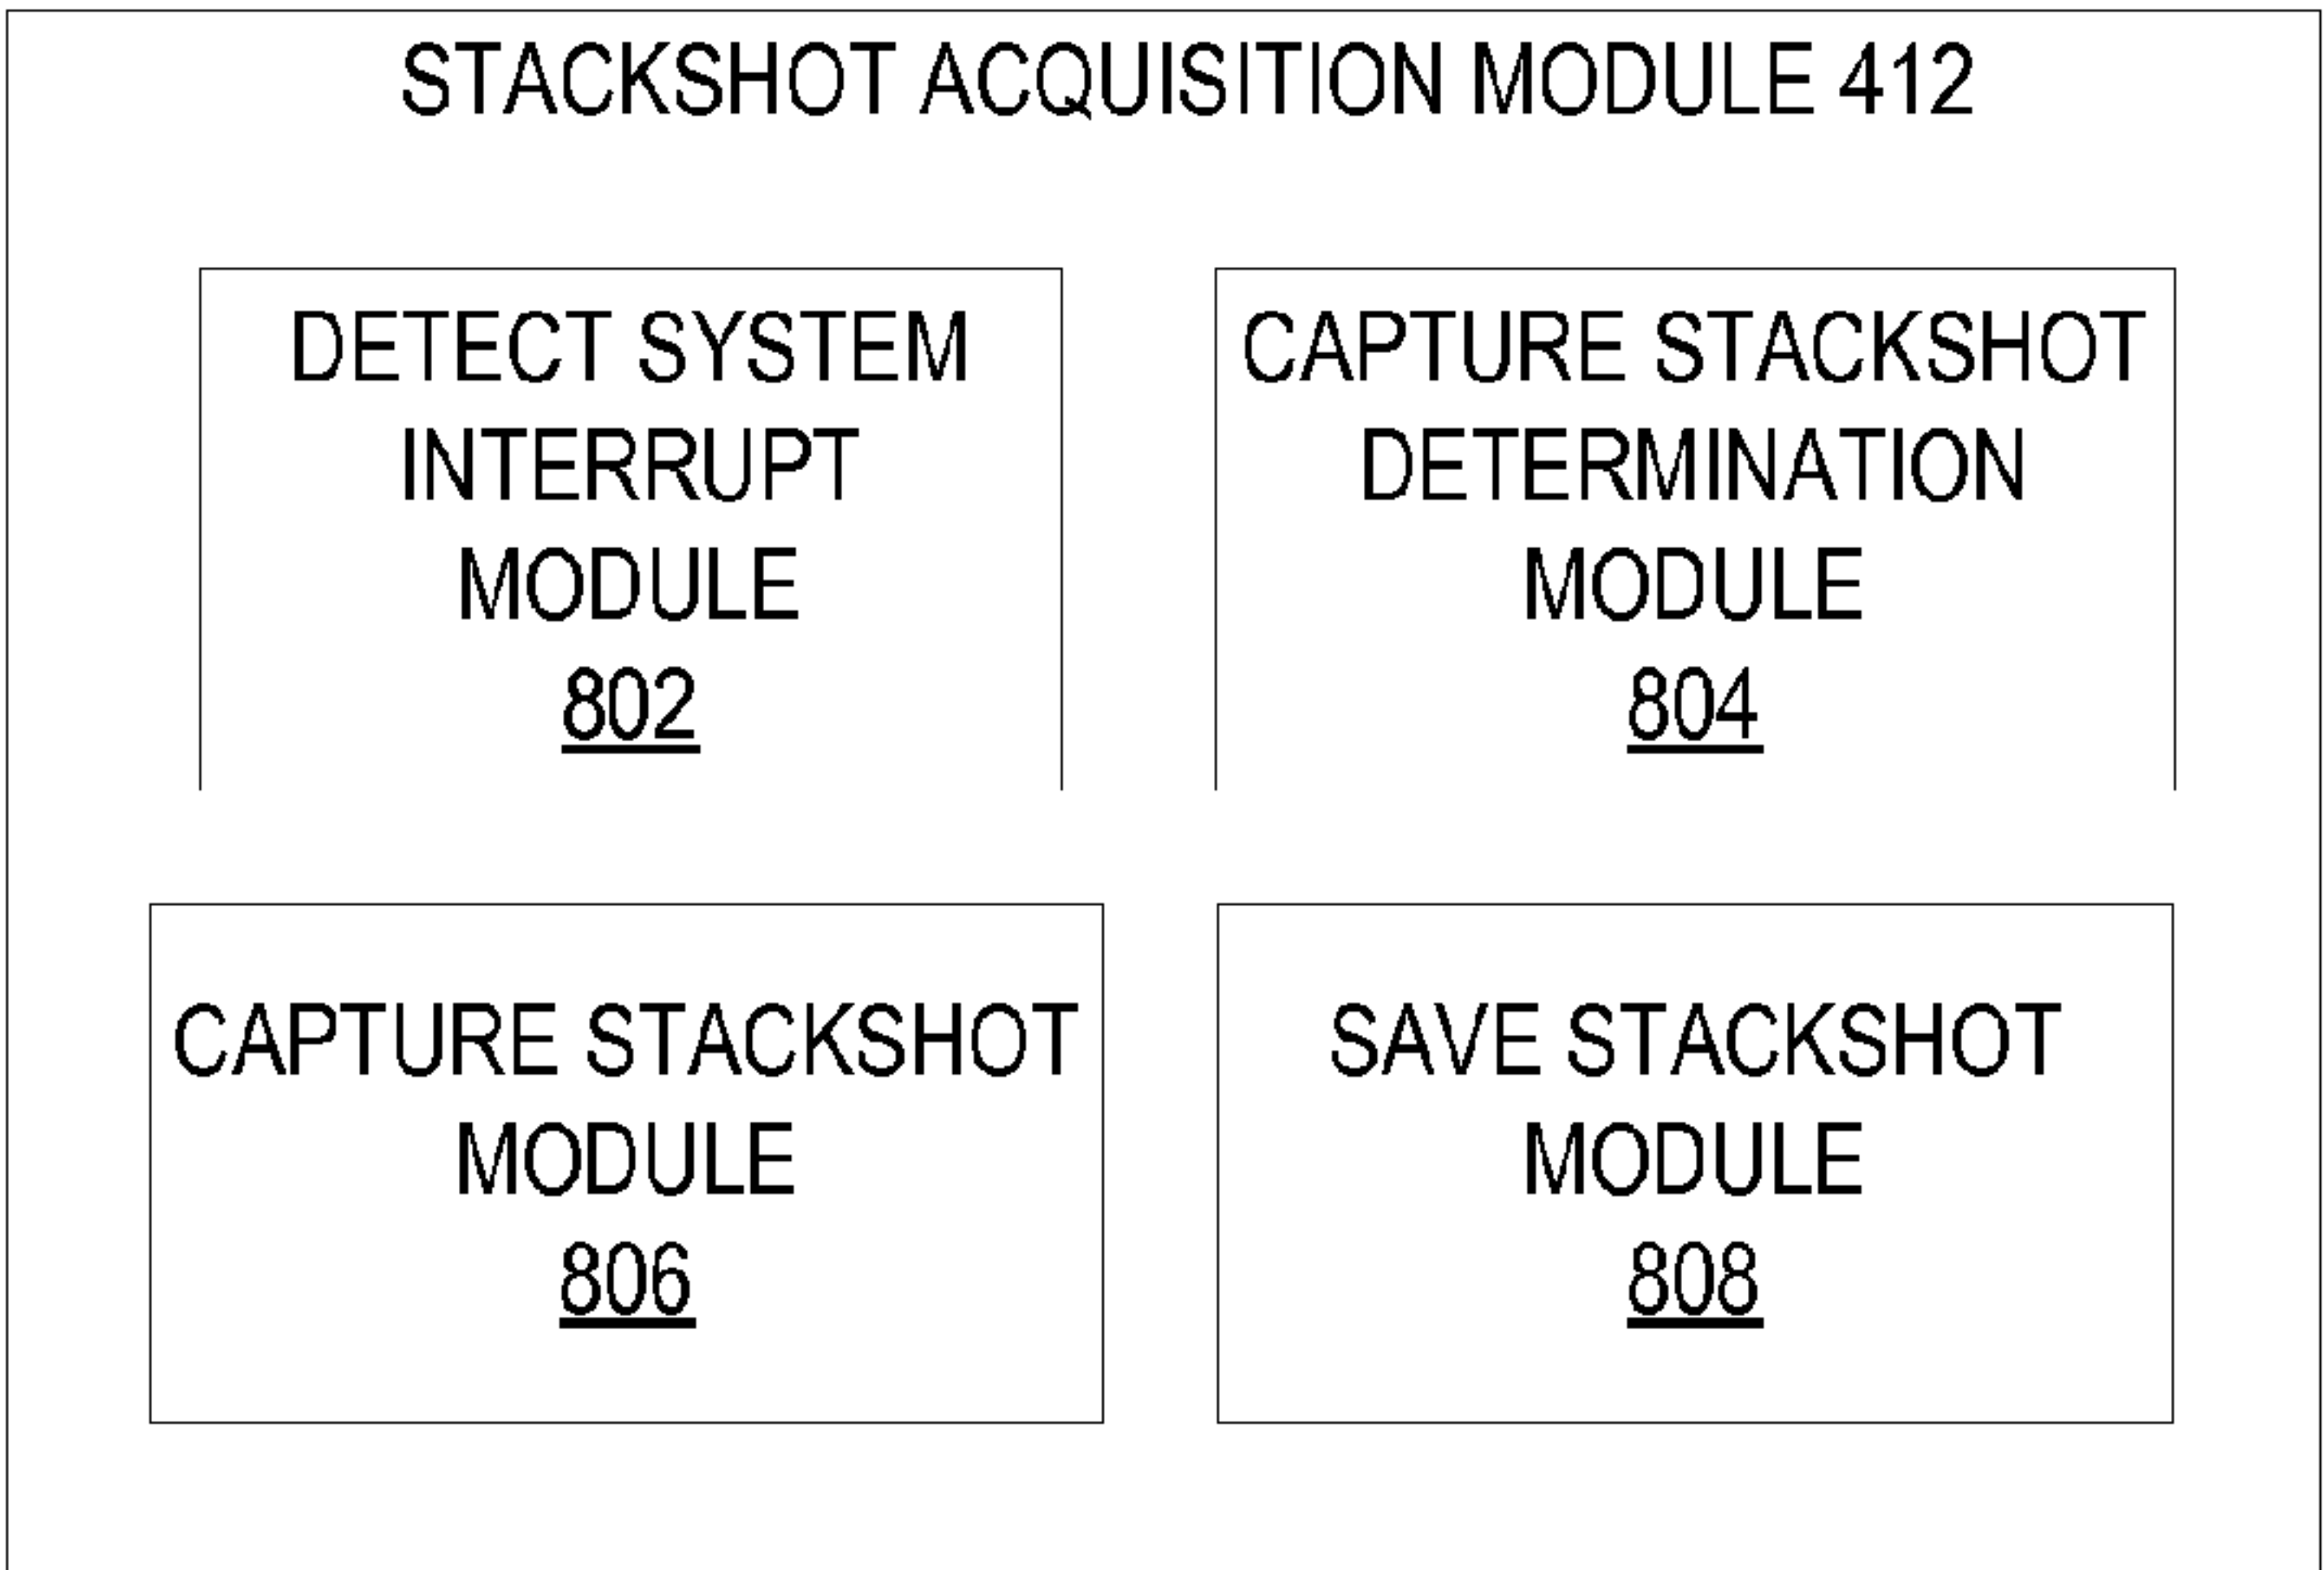 STACKSHOT ACQUISITION MODULE 412
DETECT SYSTEM
INTERRUPT
MODULE
802
CAPTURE STACKSHOT
DETERMINATION
MODULE
804
CAPTURE STACKSHOT
MODULE
806
SAVE STACKSHOT
MODULE
808